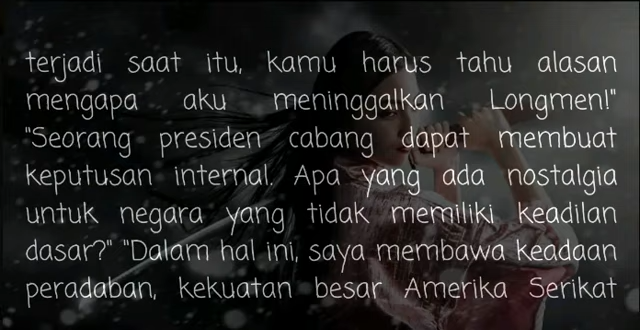 terjadi saat itu, kamu harus tahu alasan
mengapa aku meninggalkan Longmen!"
"Seorang presiden cabang dapat membuat
keputusan internal. Apa yang ada nostalgia
untuk negara yang tidak memiliki keadilan
dasar?" "Dalam hal ini, saya membawa keadaan
peradaban, kekuatan besar Amerika Serikat